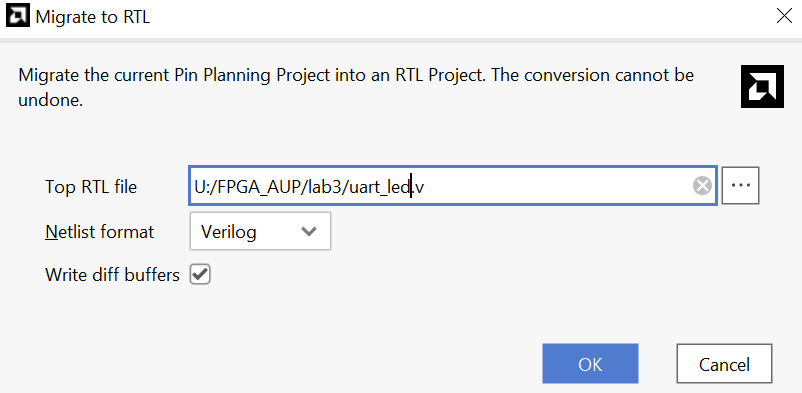 Migrate to RTL
Migrate the current Pin Planning Project into an RTL Project. The conversion cannot be
undone.
Top RTL file
U:/FPGA_AUP/lab3/uart_led.v
...
Netlist format
Verilog
Write diff buffers
OK
Cancel